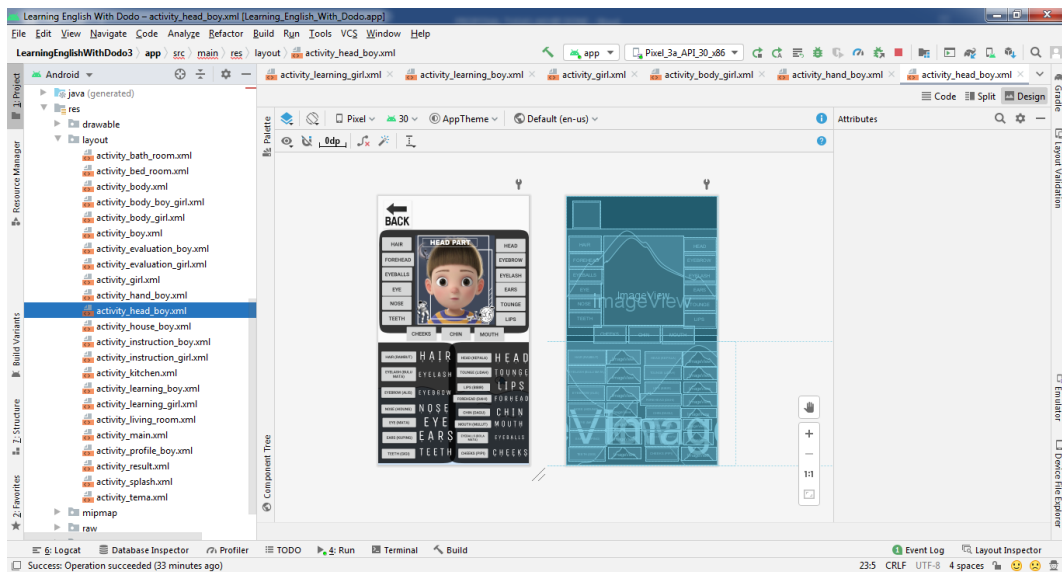 Learning English With Dodo – activity_head_boy.xml [Learning_English_With_Dodo.app]
File Edit View Navigate Code Analyze Refactor Build Run Tools VCS Window Help
LearningEnglishWithDodo3 app src main res layout activity_head_boy.xml
app Pixel_3a_API_30_x86
1: Project
Resource Manager
Build Variants
7: Structure
2: Favorites
Android
java (generated)
res
drawable
layout
activity_bath_room.xml
activity_bed_room.xml
activity_body.xml
activity_body_boy_girl.xml
activity_body_girl.xml
activity_boy.xml
activity_evaluation_boy.xml
activity_evaluation_girl.xml
activity_girl.xml
activity_hand_boy.xml
activity_head_boy.xml
activity_house_boy.xml
activity_instruction_boy.xml
activity_instruction_girl.xml
activity_kitchen.xml
activity_learning_boy.xml
activity_learning_girl.xml
activity_living_room.xml
activity_main.xml
activity_profile_boy.xml
activity_result.xml
activity_splash.xml
activity_tema.xml
mipmap
raw
activity_learning_girl.xml activity_learning_boy.xml activity_girl.xml activity_body_girl.xml activity_hand_boy.xml activity_head_boy.xml
Code Split Design
Palette
Component Tree
Pixel 30 AppTheme Default (en-us)
0dp
Attributes
BACK
HEAD PART
HAIR HEAD
FOREHEAD EYEBROW
EYEBALLS EYELASH
EYE EARS
NOSE TOUNGE
TEETH LIPS
CHEEKS CHIN MOUTH
HAIR HEAD
EYELASH TOUNGE
LIPS
EYEBROW FORHEAD
NOSE CHIN
EYE MOUTH
EARS EYEBALLS
TEETH CHEEKS
ImageView
ImageView
1:1
Gradle
Layout Validation
Emulator
Device File Explorer
6: Logcat Database Inspector Profiler TODO 4: Run Terminal Build Event Log Layout Inspector
Success: Operation succeeded (33 minutes ago) 23:5 CRLF UTF-8 4 spaces